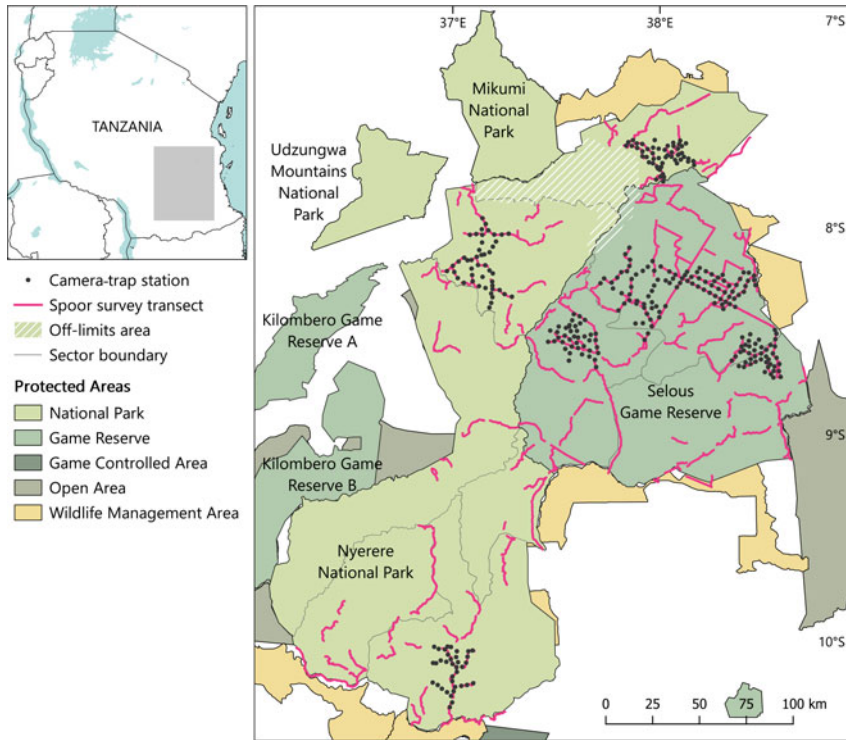 TANZANIA
Camera-trap station
Spoor survey transect
Off-limits area
Sector boundary
Protected Areas
National Park
Game Reserve
Game Controlled Area
Open Area
Wildlife Management Area
37°E
38°E
7°S
8°S
9°S
10°S
Mikumi
National
Park
Udzungwa
Mountains
National
Park
Kilombero Game
Reserve A
Selous
Game Reserve
Kilombero Game
Reserve B
Nyerere
National Park
0
25
50
75
100 km